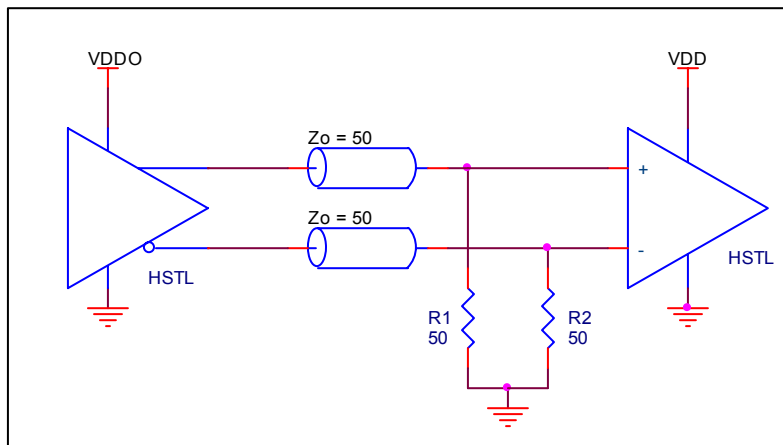 VDDO
VDD
Zo = 50
+
Zo = 50
-
HSTL
HSTL
R1
50
R2
50